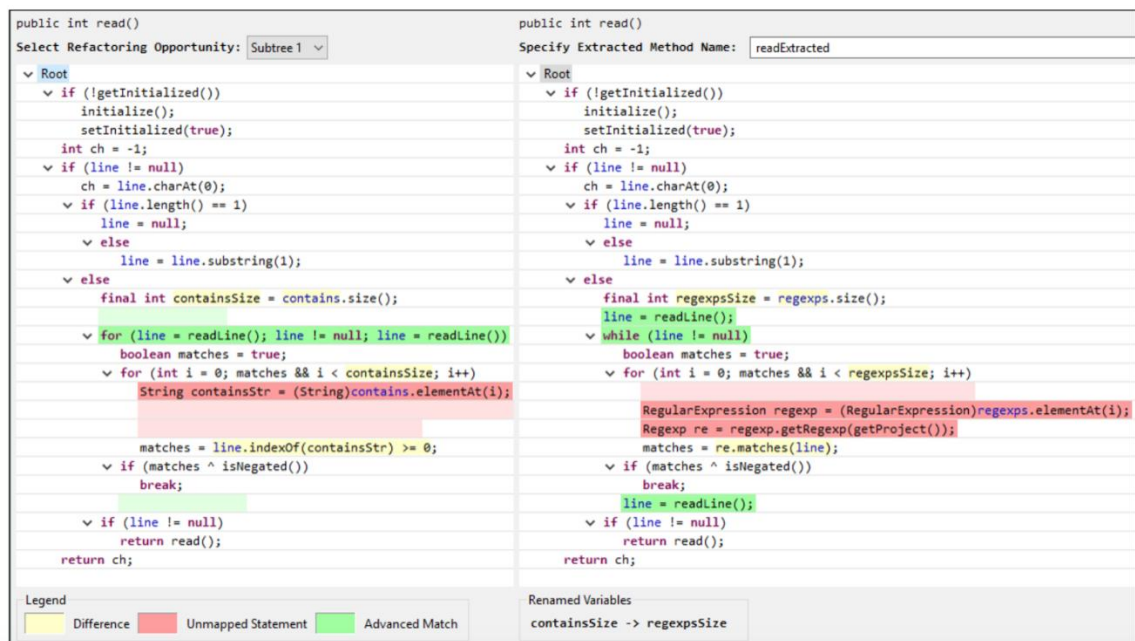 public int read()
Select Refactoring Opportunity: Subtree 1
Root
if (!getInitialized())
initialize();
setInitialized(true);
int ch = -1;
if (line != null)
ch = line.charAt(0);
if (line.length() == 1)
line = null;
else
line = line.substring(1);
else
final int containsSize = contains.size();
for (line = readLine(); line != null; line = readLine())
boolean matches = true;
for (int i = 0; matches && i < containsSize; i++)
String containsStr = (String)contains.elementAt(i);
matches = line.indexOf(containsStr) >= 0;
if (matches ^ isNegated())
break;
if (line != null)
return read();
return ch;
Legend
Difference
Unmapped Statement
Advanced Match
public int read()
Specify Extracted Method Name: readExtracted
Root
if (!getInitialized())
initialize();
setInitialized(true);
int ch = -1;
if (line != null)
ch = line.charAt(0);
if (line.length() == 1)
line = null;
else
line = line.substring(1);
else
final int regexpsSize = regexps.size();
line = readLine();
while (line != null)
boolean matches = true;
for (int i = 0; matches && i < regexpsSize; i++)
RegularExpression regexp = (RegularExpression)regexps.elementAt(i);
Regexp re = regexp.getRegexp(getProject());
matches = re.matches(line);
if (matches ^ isNegated())
break;
line = readLine();
if (line != null)
return read();
return ch;
Renamed Variables
containsSize -> regexpsSize